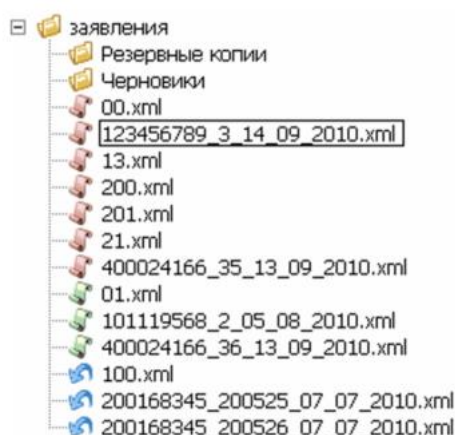 заявления
Резервные копии
Черновики
00.xml
123456789_3_14_09_2010.xml
13.xml
200.xml
201.xml
21.xml
400024166_35_13_09_2010.xml
01.xml
101119568_2_05_08_2010.xml
400024166_36_13_09_2010.xml
100.xml
200168345_200525_07_07_2010.xml
200168345_200526_07_07_2010.xml